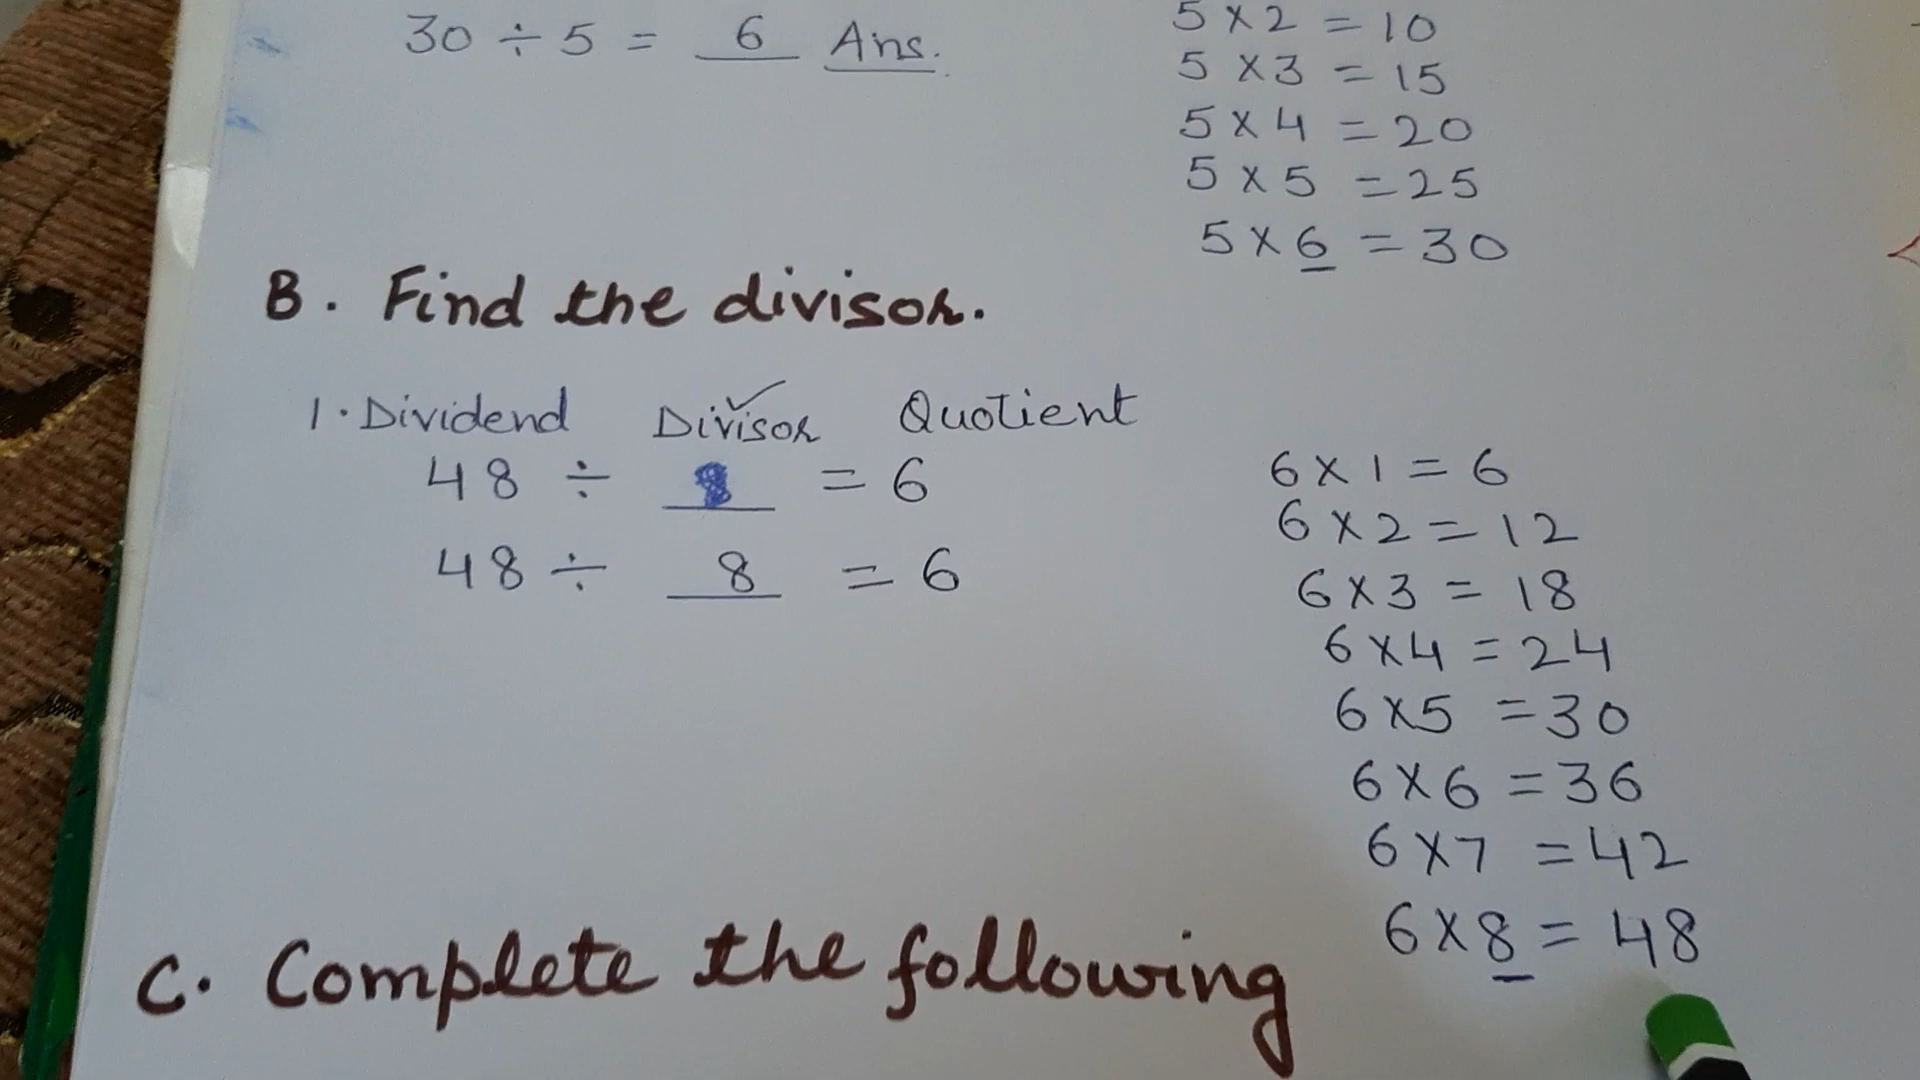 30 ÷ 5 = 6 Ans.
5 × 2 = 10
5 × 3 = 15
5 × 4 = 20
5 × 5 = 25
5 × 6 = 30
B. Find the divisor.
1. Dividend Divisor Quotient
48 ÷ = 6
48 ÷ 8 = 6
6 × 1 = 6
6 × 2 = 12
6 × 3 = 18
6 × 4 = 24
6 × 5 = 30
6 × 6 = 36
6 × 7 = 42
6 × 8 = 48
C. Complete the following